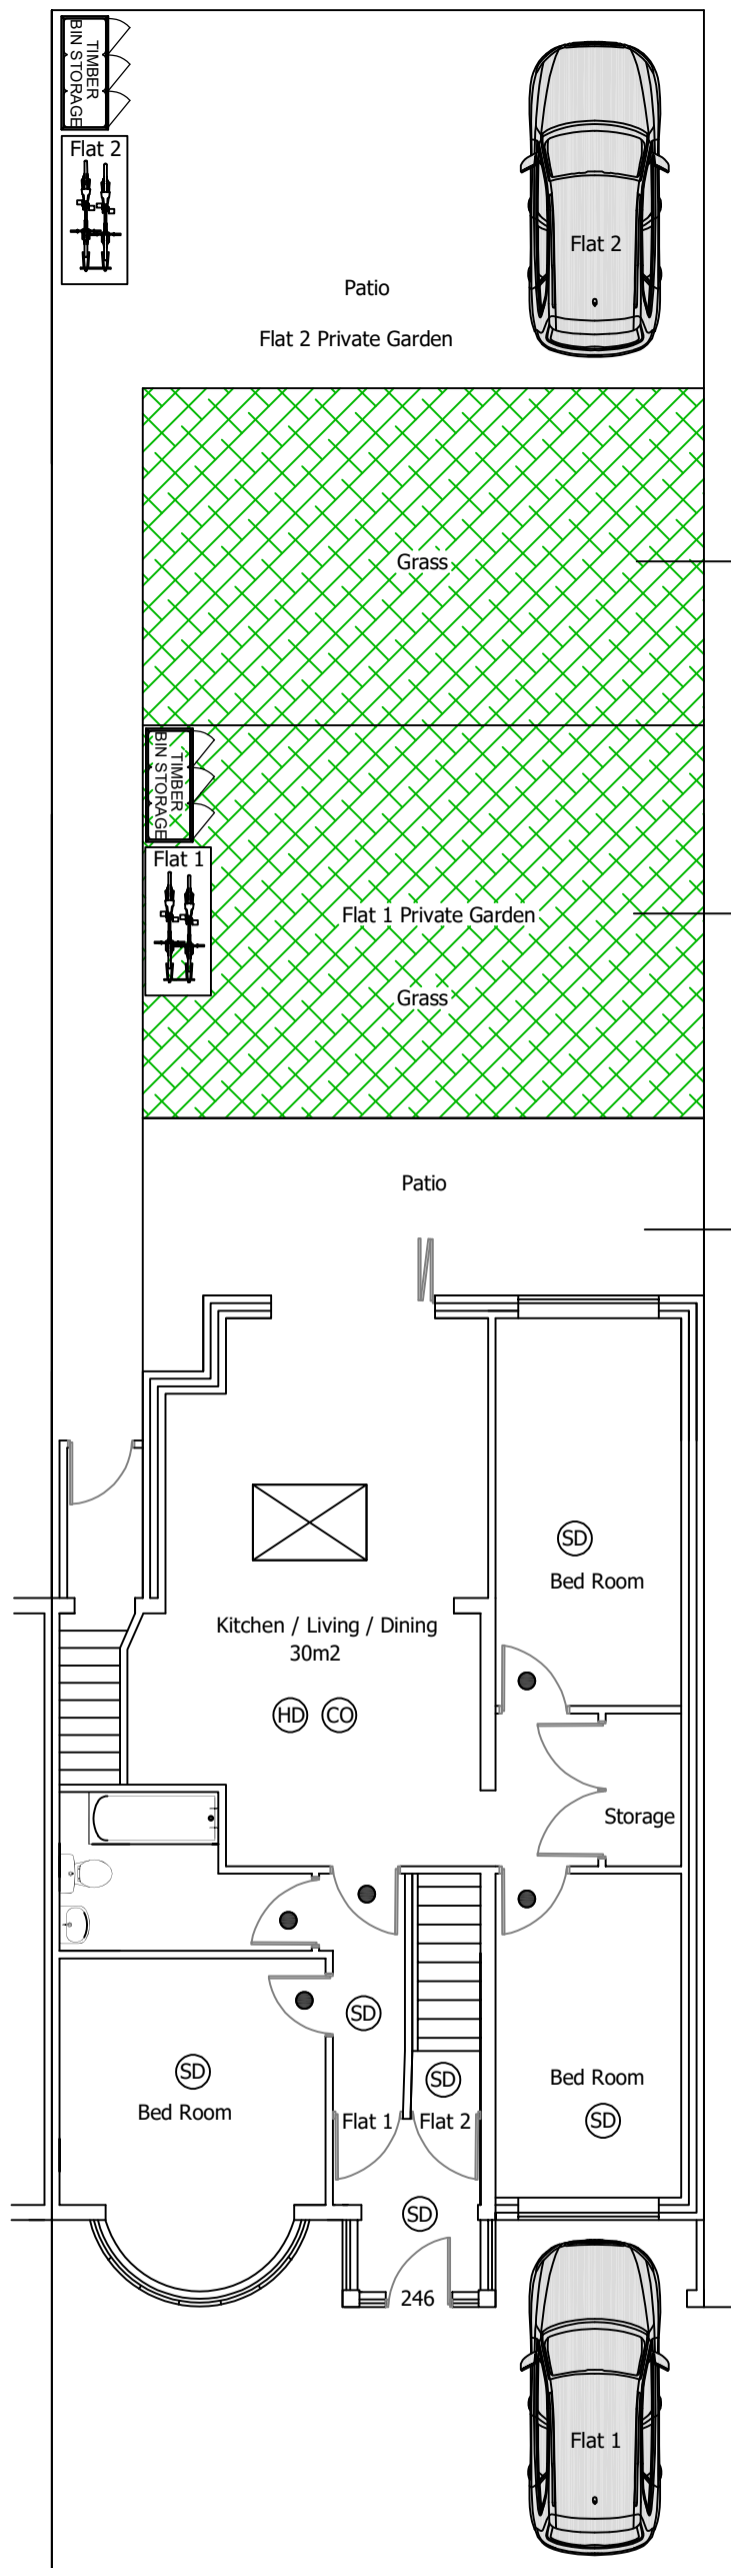 TIMBER
BIN STORAGE
Flat 2
Flat 2
Patio
Flat 2 Private Garden
Grass
TIMBER
BIN STORAGE
Flat 1
Flat 1 Private Garden
Grass
Patio
SD
Bed Room
Kitchen / Living / Dining
30m2
HD CO
Storage
SD
SD
Bed Room
SD
Bed Room
SD
Flat 1 Flat 2
SD
246
Flat 1